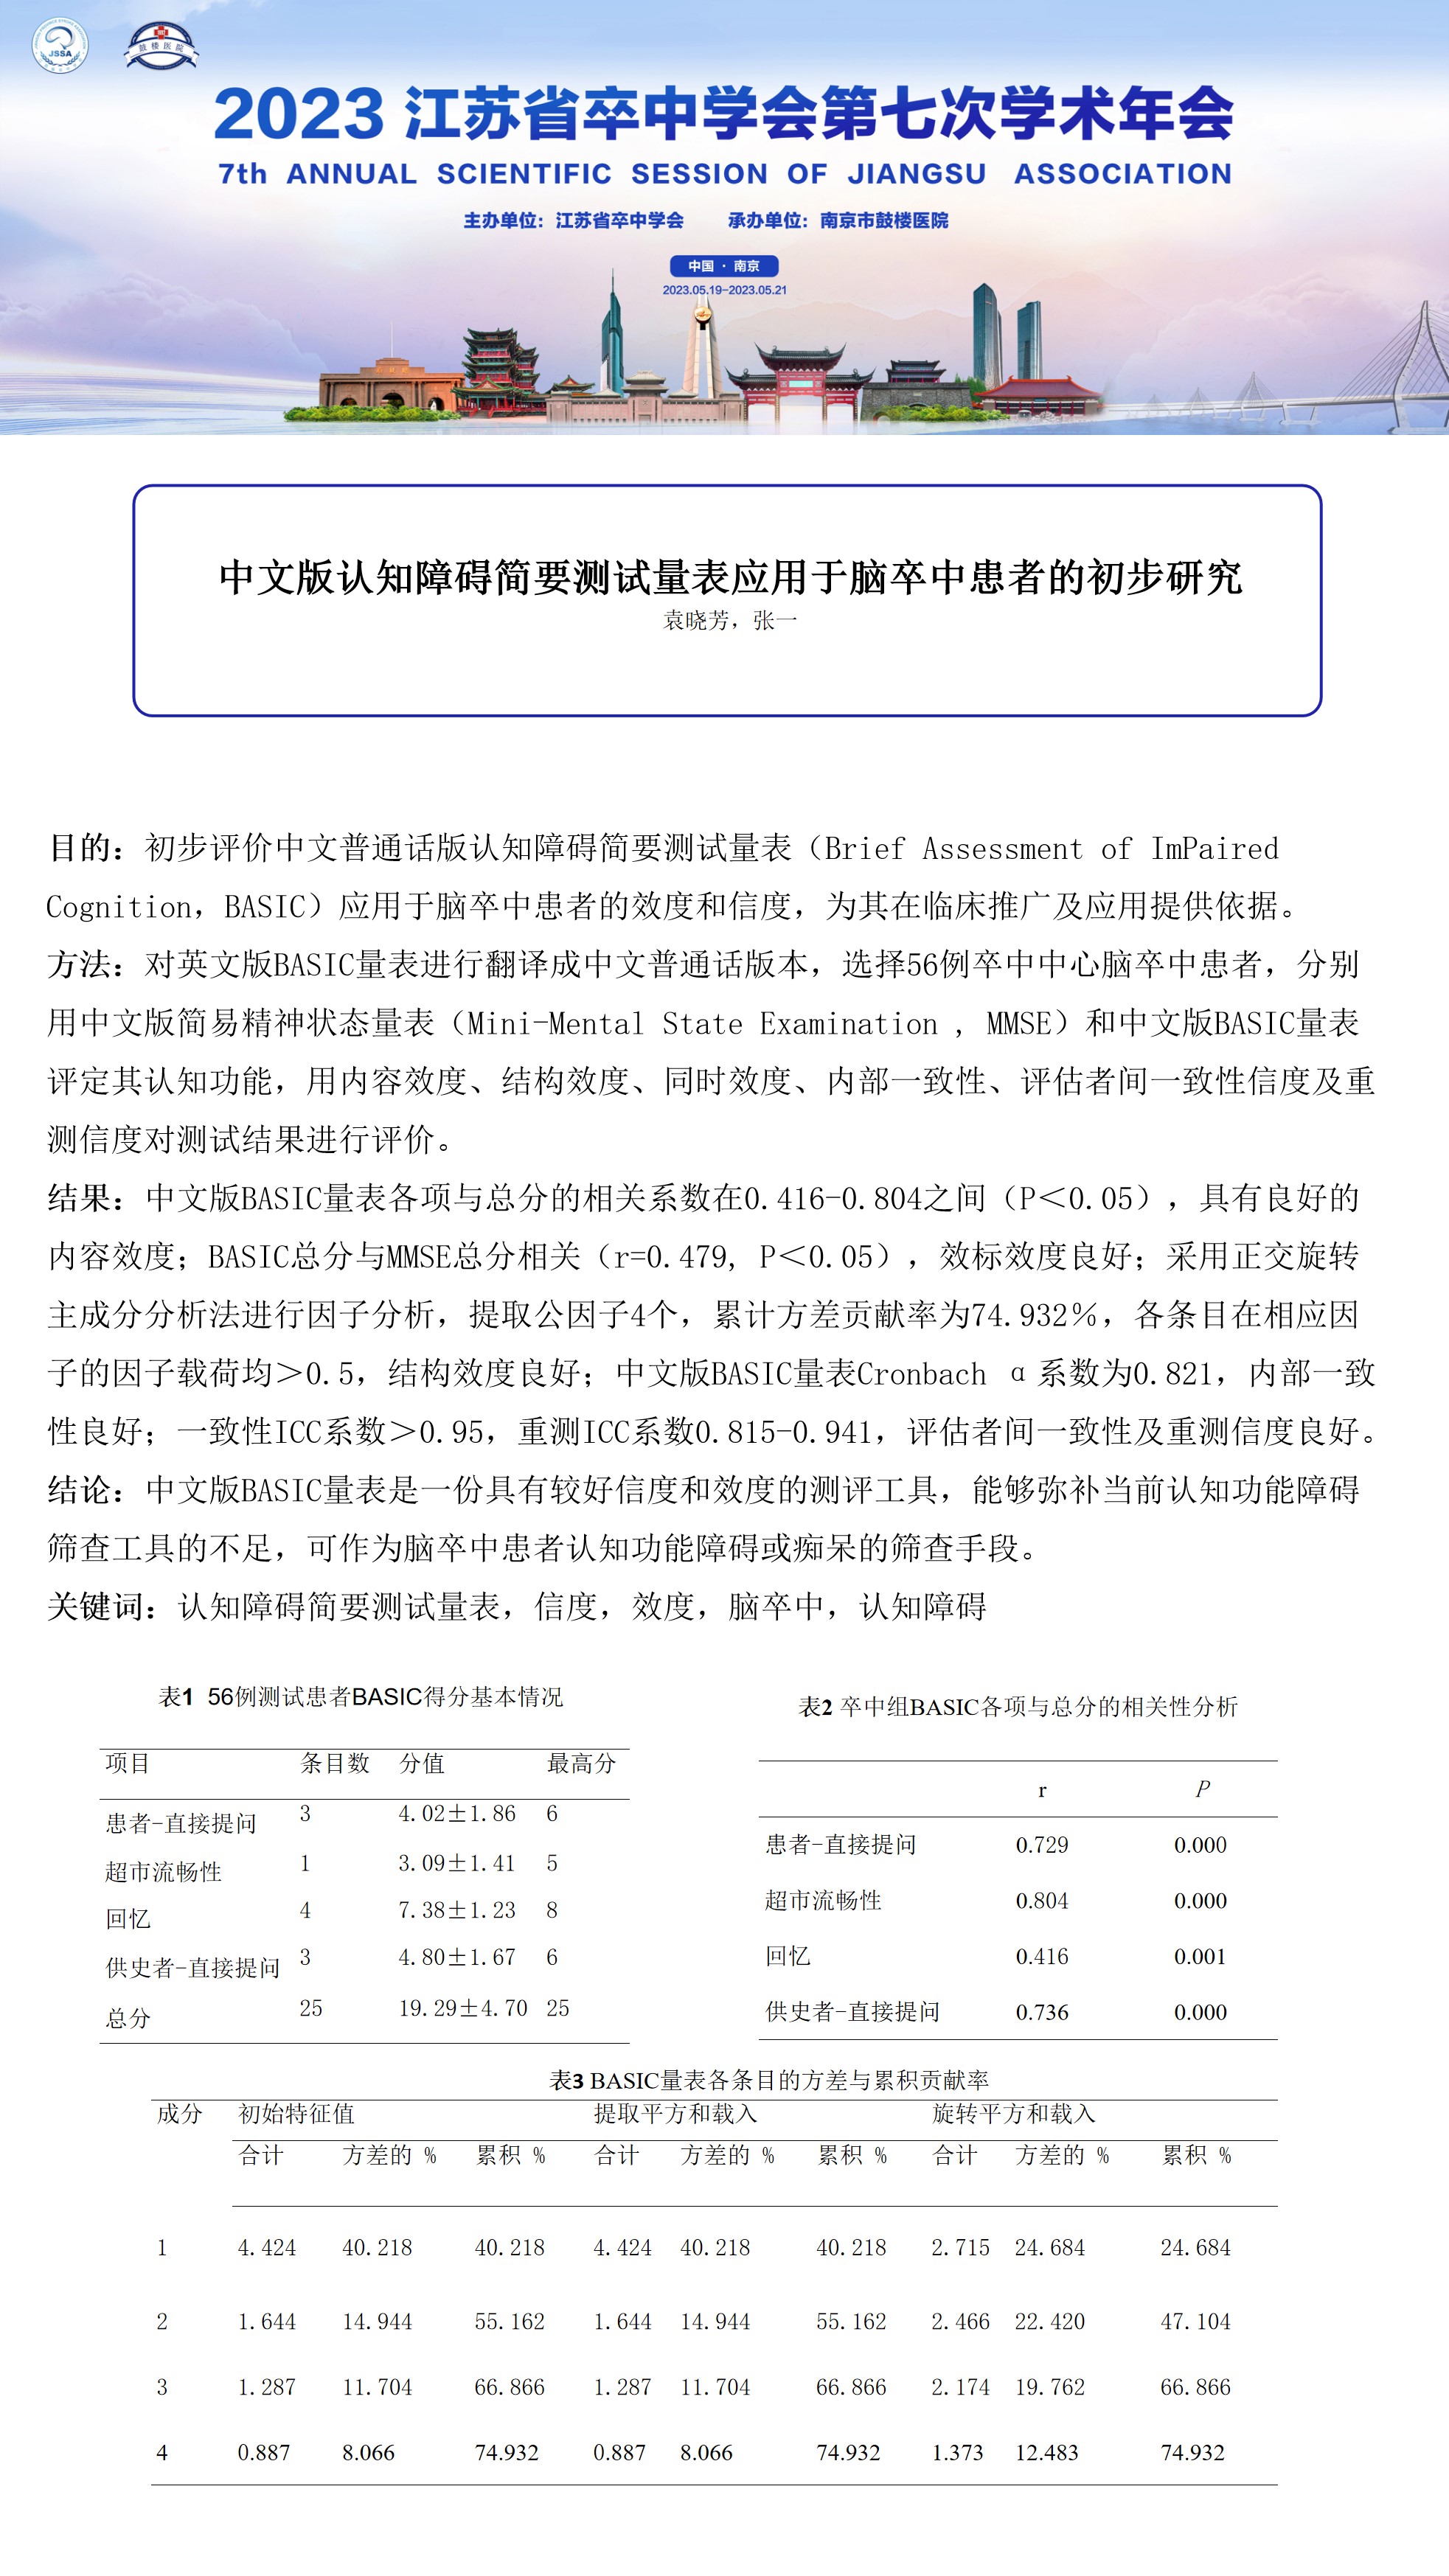 JSSA
鼓楼医院
2023 江苏省卒中学会第七次学术年会
7th ANNUAL SCIENTIFIC SESSION OF JIANGSU ASSOCIATION
主办单位：江苏省卒中学会 承办单位：南京市鼓楼医院
中国 · 南京
2023.05.19-2023.05.21
中文版认知障碍简要测试量表应用于脑卒中患者的初步研究
袁晓芳，张一
目的：初步评价中文普通话版认知障碍简要测试量表（Brief Assessment of ImPaired
Cognition，BASIC）应用于脑卒中患者的效度和信度，为其在临床推广及应用提供依据。
方法：对英文版BASIC量表进行翻译成中文普通话版本，选择56例卒中中心脑卒中患者，分别
用中文版简易精神状态量表（Mini-Mental State Examination , MMSE）和中文版BASIC量表
评定其认知功能，用内容效度、结构效度、同时效度、内部一致性、评估者间一致性信度及重
测信度对测试结果进行评价。
结果：中文版BASIC量表各项与总分的相关系数在0.416-0.804之间（P＜0.05），具有良好的
内容效度；BASIC总分与MMSE总分相关（r=0.479, P＜0.05），效标效度良好；采用正交旋转
主成分分析法进行因子分析，提取公因子4个，累计方差贡献率为74.932％，各条目在相应因
子的因子载荷均＞0.5，结构效度良好；中文版BASIC量表Cronbach α系数为0.821，内部一致
性良好；一致性ICC系数＞0.95，重测ICC系数0.815-0.941，评估者间一致性及重测信度良好。
结论：中文版BASIC量表是一份具有较好信度和效度的测评工具，能够弥补当前认知功能障碍
筛查工具的不足，可作为脑卒中患者认知功能障碍或痴呆的筛查手段。
关键词：认知障碍简要测试量表，信度，效度，脑卒中，认知障碍
表1 56例测试患者BASIC得分基本情况
项目 条目数 分值 最高分
患者-直接提问 3 4.02±1.86 6
超市流畅性 1 3.09±1.41 5
回忆 4 7.38±1.23 8
供史者-直接提问 3 4.80±1.67 6
总分 25 19.29±4.70 25
表2 卒中组BASIC各项与总分的相关性分析
r P
患者-直接提问 0.729 0.000
超市流畅性 0.804 0.000
回忆 0.416 0.001
供史者-直接提问 0.736 0.000
表3 BASIC量表各条目的方差与累积贡献率
成分 初始特征值 提取平方和载入 旋转平方和载入
合计 方差的 % 累积 % 合计 方差的 % 累积 % 合计 方差的 % 累积 %
1 4.424 40.218 40.218 4.424 40.218 40.218 2.715 24.684 24.684
2 1.644 14.944 55.162 1.644 14.944 55.162 2.466 22.420 47.104
3 1.287 11.704 66.866 1.287 11.704 66.866 2.174 19.762 66.866
4 0.887 8.066 74.932 0.887 8.066 74.932 1.373 12.483 74.932